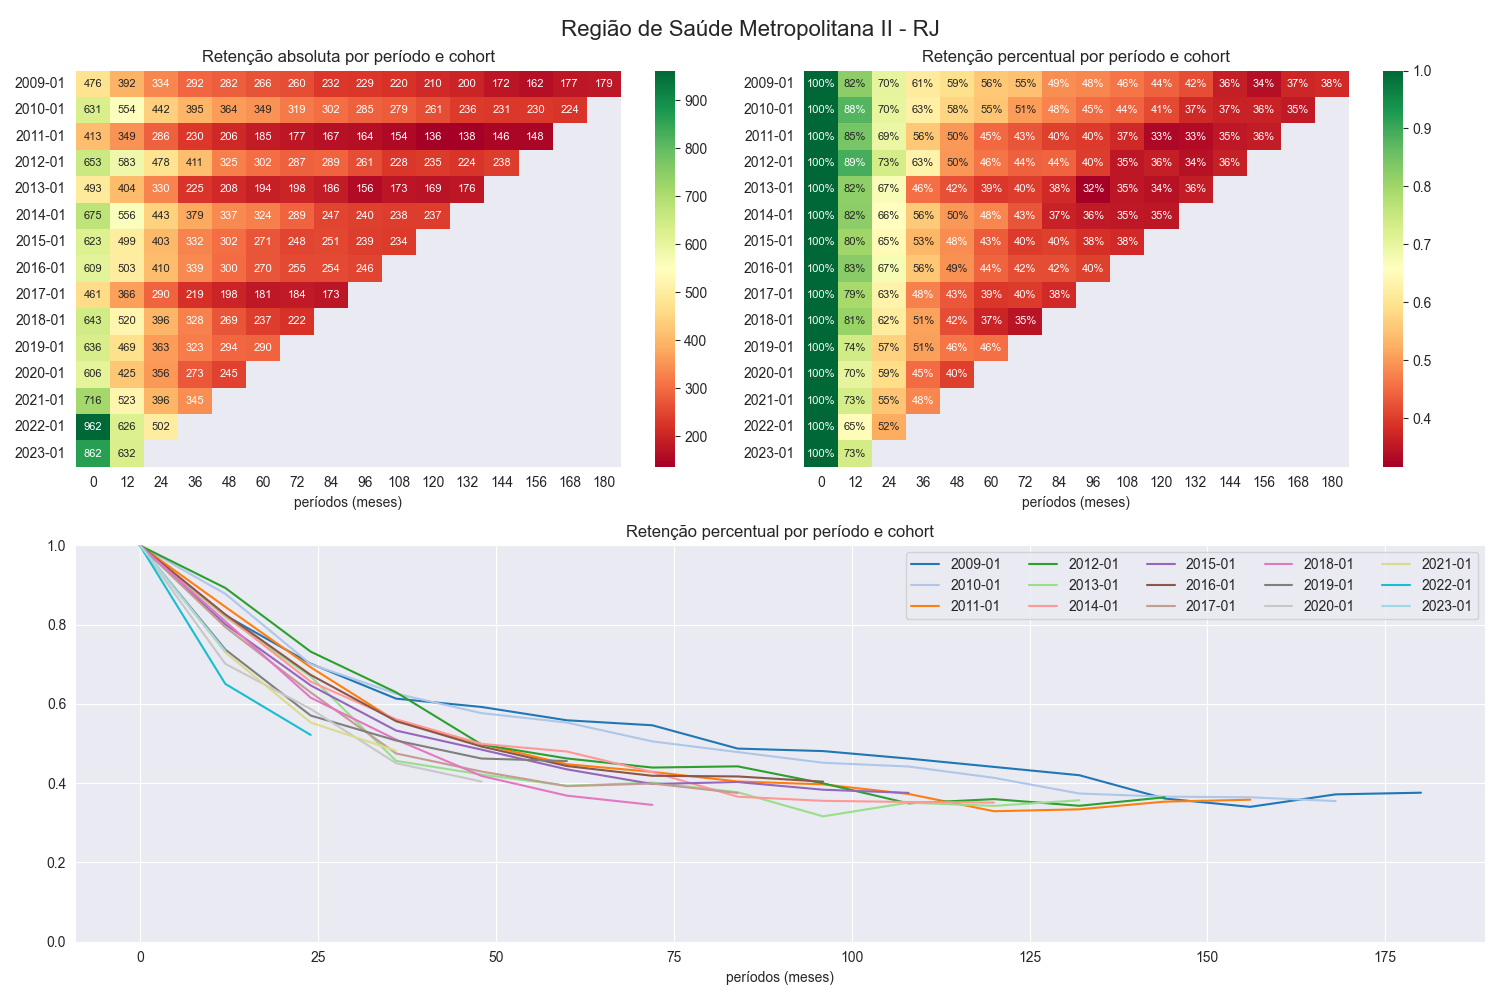 Região de Saúde Metropolitana II - RJ
Retenção absoluta por período e cohort
2009-01 476 392 334 292 282 266 260 232 229 220 210 200 172 162 177 179
2010-01 631 554 442 395 364 349 319 302 285 279 261 236 231 230 224
2011-01 413 349 286 230 206 185 177 167 164 154 136 138 146 148
2012-01 653 583 478 411 325 302 287 289 261 228 235 224 238
2013-01 493 404 330 225 208 194 198 186 156 173 169 176
2014-01 675 556 443 379 337 324 289 247 240 238 237
2015-01 623 499 403 332 302 271 248 251 239 234
2016-01 609 503 410 339 300 270 255 254 246
2017-01 461 366 290 219 198 181 184 173
2018-01 643 520 396 328 269 237 222
2019-01 636 469 363 323 294 290
2020-01 606 425 356 273 245
2021-01 716 523 396 345
2022-01 962 626 502
2023-01 862 632
0 12 24 36 48 60 72 84 96 108 120 132 144 156 168 180
períodos (meses)
900
800
700
600
500
400
300
200
Retenção percentual por período e cohort
2009-01 100% 82% 70% 61% 59% 56% 55% 49% 48% 46% 44% 42% 36% 34% 37% 38%
2010-01 100% 88% 70% 63% 58% 55% 51% 48% 45% 44% 41% 37% 37% 36% 35%
2011-01 100% 85% 69% 56% 50% 45% 43% 40% 40% 37% 33% 33% 35% 36%
2012-01 100% 89% 73% 63% 50% 46% 44% 44% 40% 35% 36% 34% 36%
2013-01 100% 82% 67% 46% 42% 39% 40% 38% 32% 35% 34% 36%
2014-01 100% 82% 66% 56% 50% 48% 43% 37% 36% 35% 35%
2015-01 100% 80% 65% 53% 48% 43% 40% 40% 38% 38%
2016-01 100% 83% 67% 56% 49% 44% 42% 42% 40%
2017-01 100% 79% 63% 48% 43% 39% 40% 38%
2018-01 100% 81% 62% 51% 42% 37% 35%
2019-01 100% 74% 57% 51% 46% 46%
2020-01 100% 70% 59% 45% 40%
2021-01 100% 73% 55% 48%
2022-01 100% 65% 52%
2023-01 100% 73%
0 12 24 36 48 60 72 84 96 108 120 132 144 156 168 180
períodos (meses)
1.0
0.9
0.8
0.7
0.6
0.5
0.4
Retenção percentual por período e cohort
2009-01 2012-01 2015-01 2018-01 2021-01
2010-01 2013-01 2016-01 2019-01 2022-01
2011-01 2014-01 2017-01 2020-01 2023-01
1.0
0.8
0.6
0.4
0.2
0.0
0 25 50 75 100 125 150 175
períodos (meses)